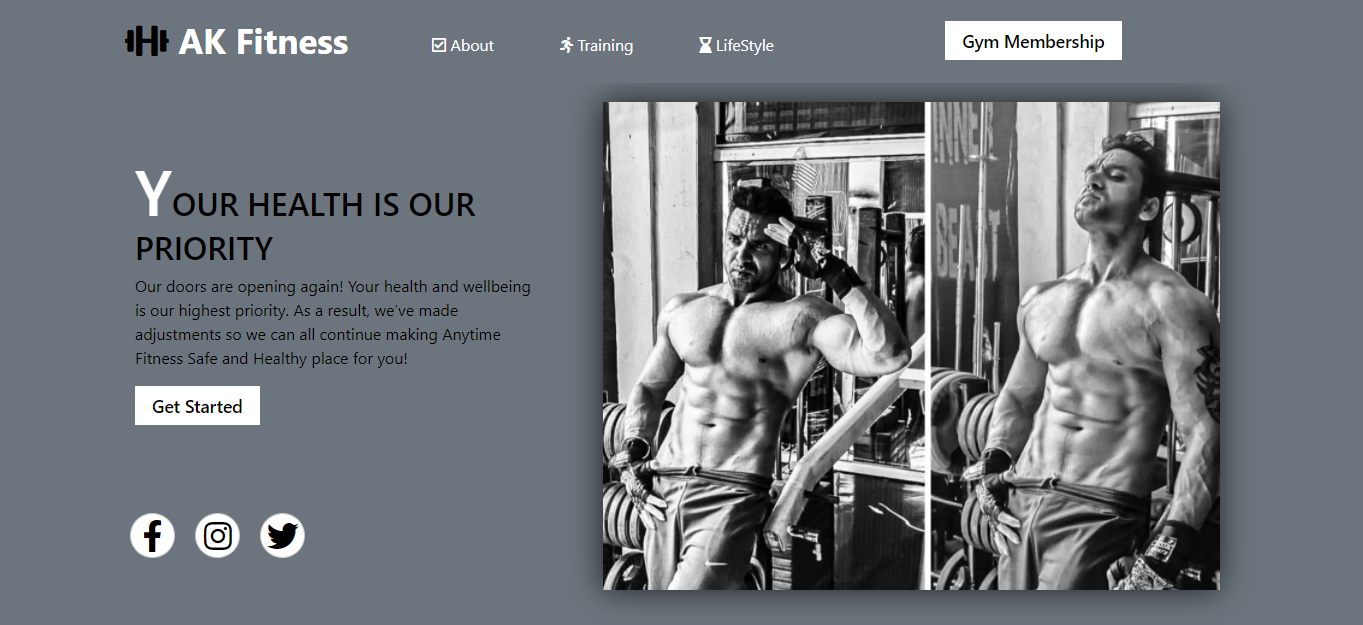 AK Fitness
About
Training
LifeStyle
Gym Membership
YOUR HEALTH IS OUR
PRIORITY
Our doors are opening again! Your health and wellbeing
is our highest priority. As a result, we’ve made
adjustments so we can all continue making Anytime
Fitness Safe and Healthy place for you!
Get Started
INNER
BEAUT